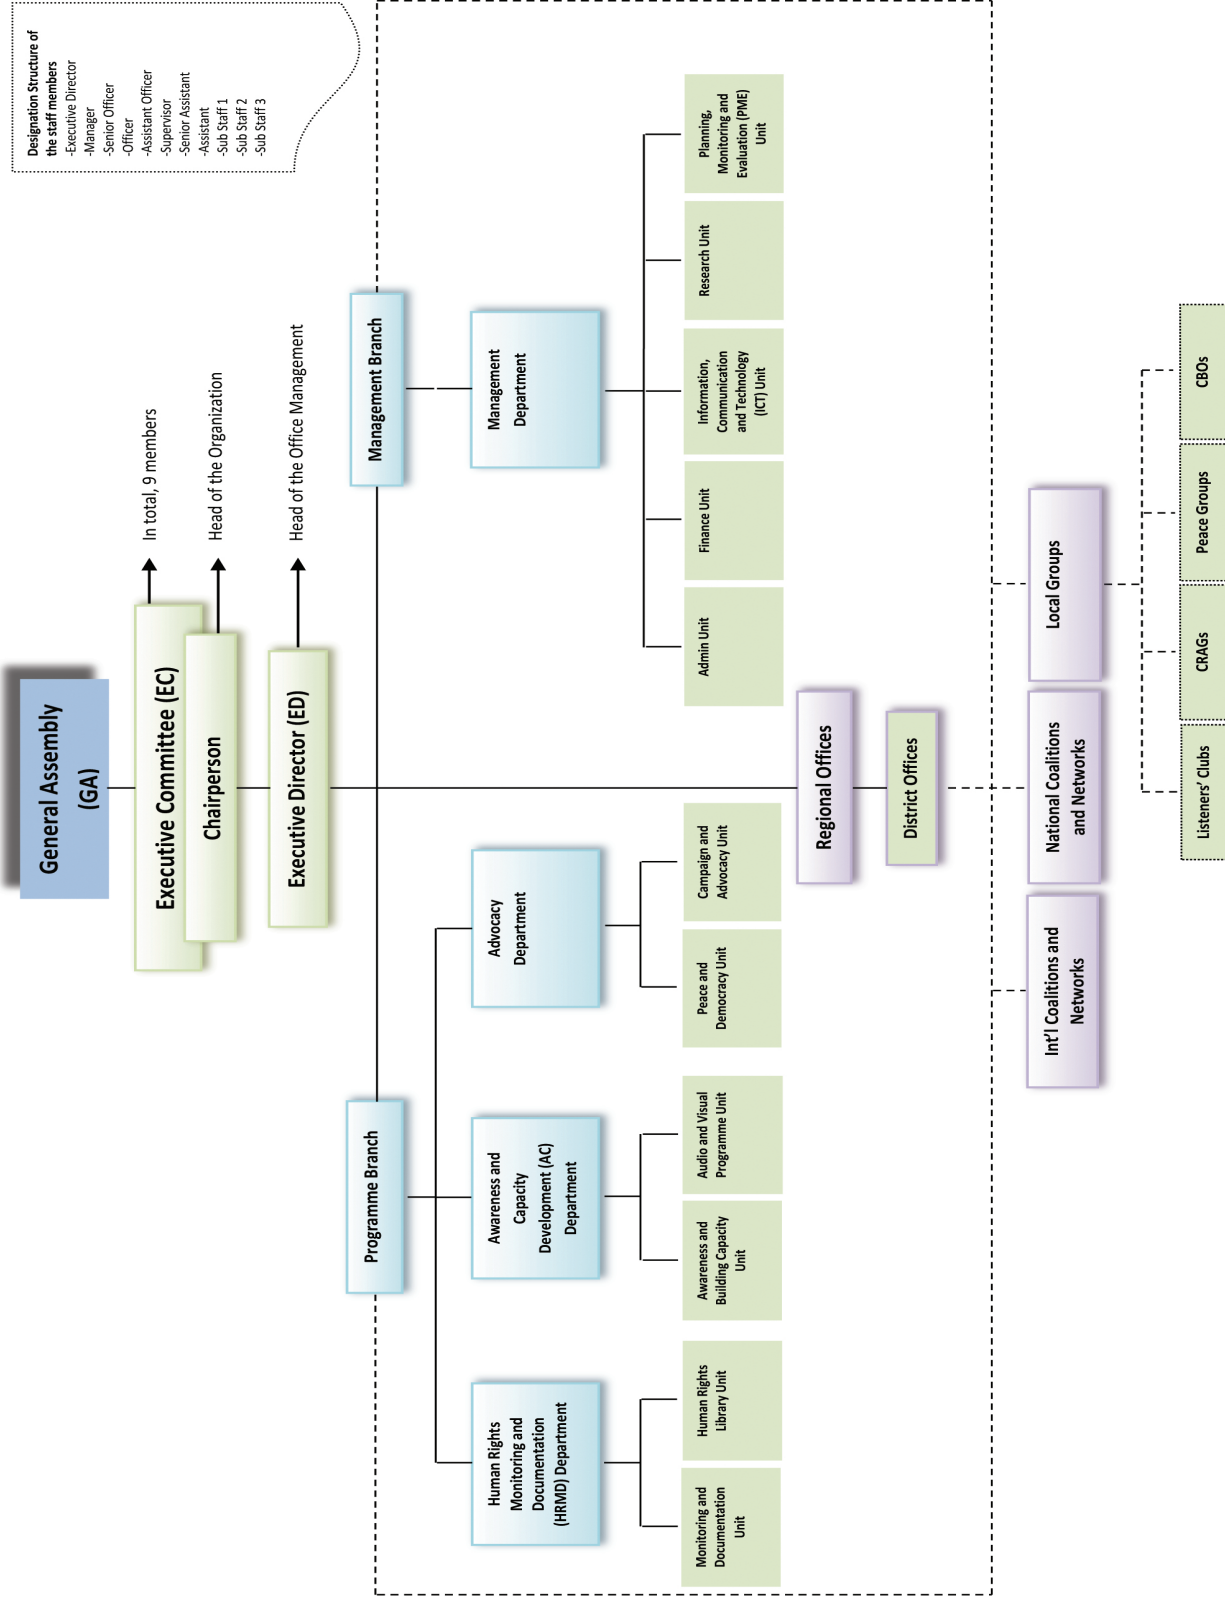 General Assembly
(GA)
Executive Committee (EC)
In total, 9 members
Chairperson
Head of the Organization
Executive Director (ED)
Head of the Office Management
Designation Structure of
the staff members
-Executive Director
-Manager
-Senior Officer
-Officer
-Assistant Officer
-Supervisor
-Senior Assistant
-Assistant
-Sub Staff 1
-Sub Staff 2
-Sub Staff 3
Programme Branch
Management Branch
Human Rights
Monitoring and
Documentation
(HRMD) Department
Awareness and
Capacity
Development (AC)
Department
Advocacy
Department
Management
Department
Monitoring and
Documentation
Unit
Human Rights
Library Unit
Awareness and
Building Capacity
Unit
Audio and Visual
Programme Unit
Peace and
Democracy Unit
Campaign and
Advocacy Unit
Admin Unit
Finance Unit
Information,
Communication
and Technology
(ICT) Unit
Research Unit
Planning,
Monitoring and
Evaluation (PME)
Unit
Regional Offices
District Offices
Int'l Coalitions and
Networks
National Coalitions
and Networks
Local Groups
Listeners' Clubs
CRAGs
Peace Groups
CBOs